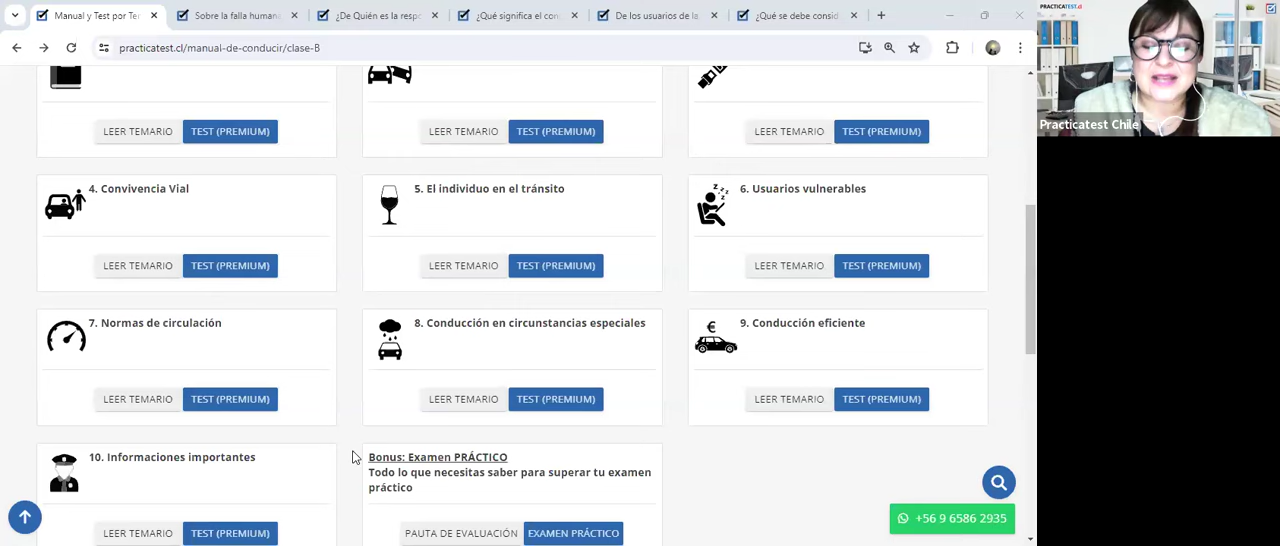 Manual y Test por Ter
Sobre la falla human
¿De Quién es la resp
¿Qué significa el con
De los usuarios de la
¿Qué se debe consid
practicatest.cl/manual-de-conducir/clase-B
LEER TEMARIO
TEST (PREMIUM)
LEER TEMARIO
TEST (PREMIUM)
LEER TEMARIO
TEST (PREMIUM)
4. Convivencia Vial
5. El individuo en el tránsito
6. Usuarios vulnerables
LEER TEMARIO
TEST (PREMIUM)
LEER TEMARIO
TEST (PREMIUM)
LEER TEMARIO
TEST (PREMIUM)
7. Normas de circulación
8. Conducción en circunstancias especiales
9. Conducción eficiente
LEER TEMARIO
TEST (PREMIUM)
LEER TEMARIO
TEST (PREMIUM)
LEER TEMARIO
TEST (PREMIUM)
10. Informaciones importantes
Bonus: Examen PRÁCTICO
Todo lo que necesitas saber para superar tu examen
práctico
LEER TEMARIO
TEST (PREMIUM)
PAUTA DE EVALUACIÓN
EXAMEN PRÁCTICO
+56 9 6586 2935
PRACTICATEST.cl
Practicatest Chile